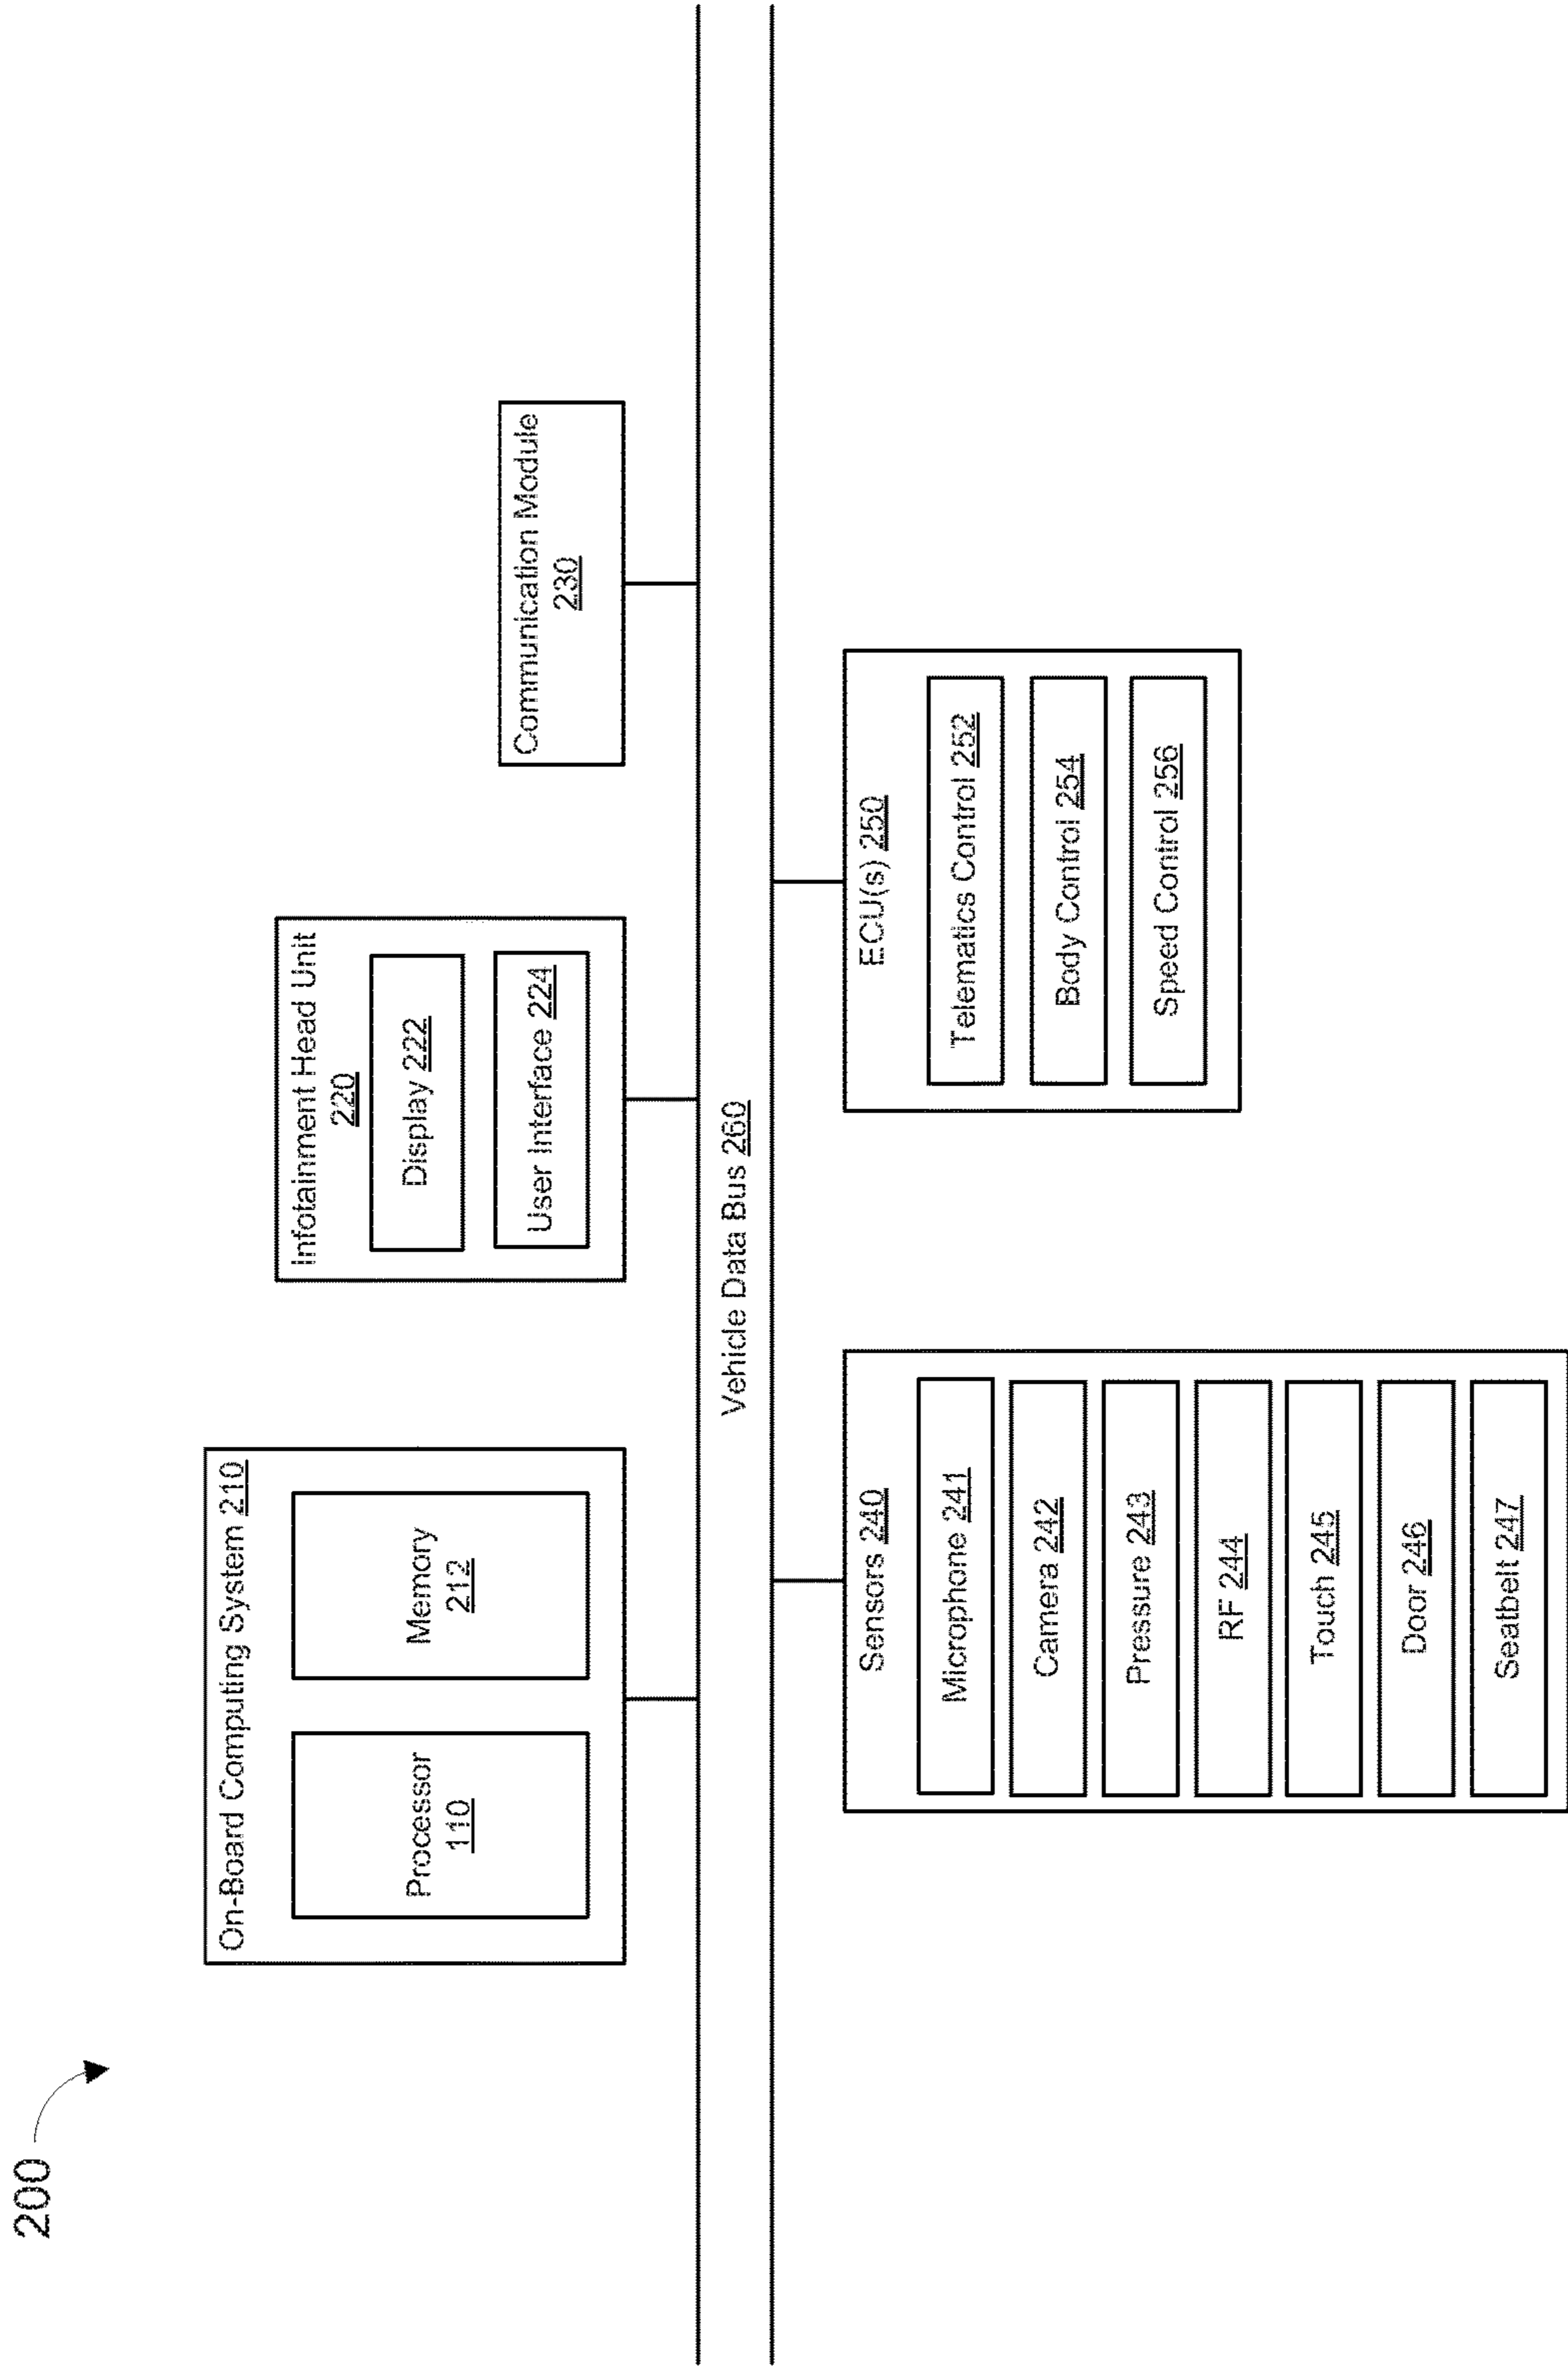 200
On-Board Computing System 210
Processor
110
Memory
212
Infotainment Head Unit
220
Display 222
User Interface 224
Communication Module
230
Vehicle Data Bus 260
Sensors 240
Microphone 241
Camera 242
Pressure 243
RF 244
Touch 245
Door 246
Seatbelt 247
ECU(s) 250
Telematics Control 252
Body Control 254
Speed Control 256